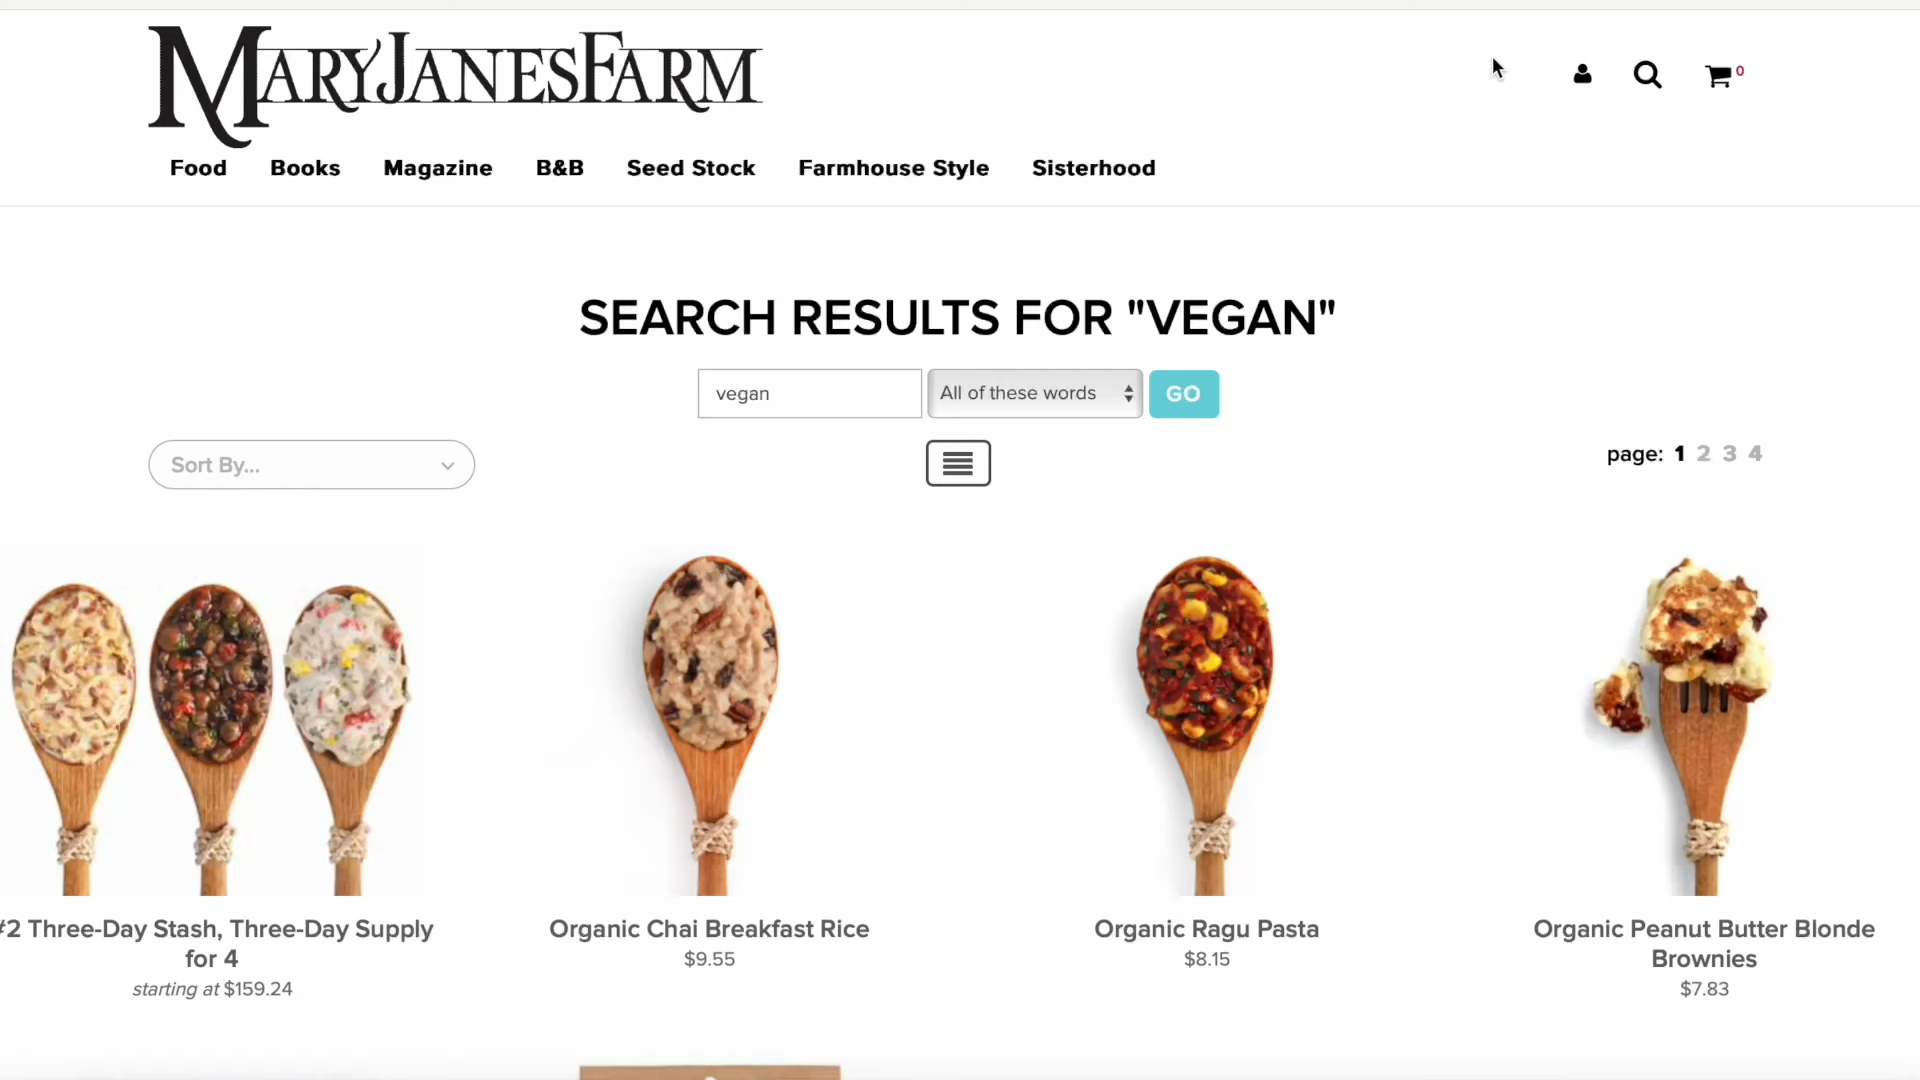 MARYJANESFARM
0
Food Books Magazine B&B Seed Stock Farmhouse Style Sisterhood
SEARCH RESULTS FOR "VEGAN"
vegan All of these words GO
Sort By... page: 1 2 3 4
#2 Three-Day Stash, Three-Day Supply
for 4
starting at $159.24
Organic Chai Breakfast Rice
$9.55
Organic Ragu Pasta
$8.15
Organic Peanut Butter Blonde
Brownies
$7.83